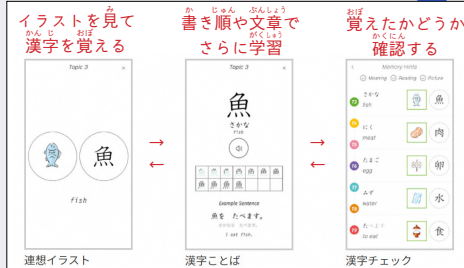 イラストを見て
漢字を覚える
書き順や文章で
さらに学習
覚えたかどうか
確認する
Topic 3
魚
fish
連想イラスト
Topic 3
魚
さかな
fish
Example Sentence
魚を たべます。
I eat fish.
漢字ことば
Memory Hints
Meaning Reading Picture
さかな
fish
魚
にく
meat
肉
たまご
egg
卵
みず
water
水
to eat
食
漢字チェック